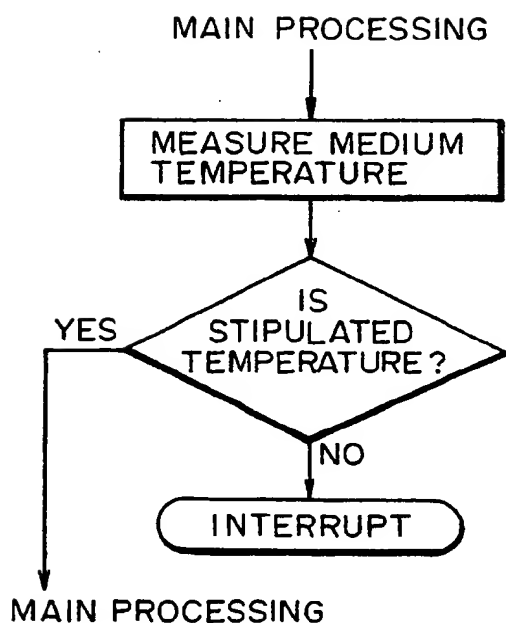 MAIN PROCESSING
MEASURE MEDIUM
TEMPERATURE
IS
STIPULATED
TEMPERATURE?
YES
NO
INTERRUPT
MAIN PROCESSING